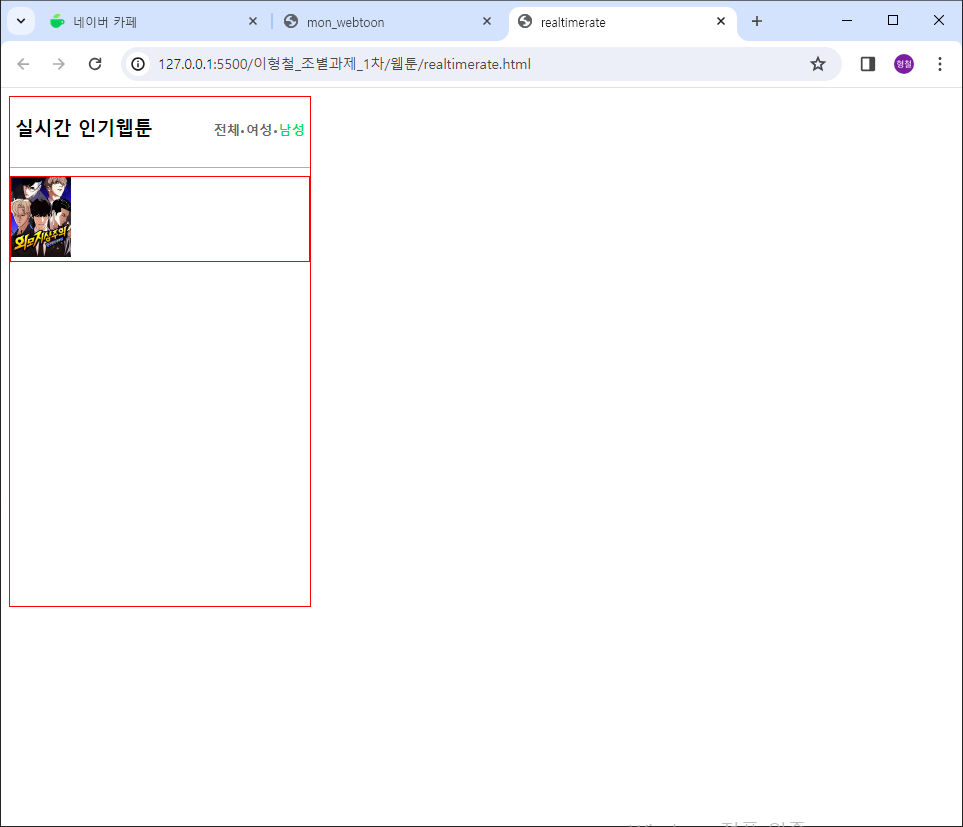 네이버 카페
mon_webtoon
realtimerate
127.0.0.1:5500/이형철_조별과제_1차/웹툰/realtimerate.html
형철
실시간 인기웹툰
전체·여성·남성
외모지상주의